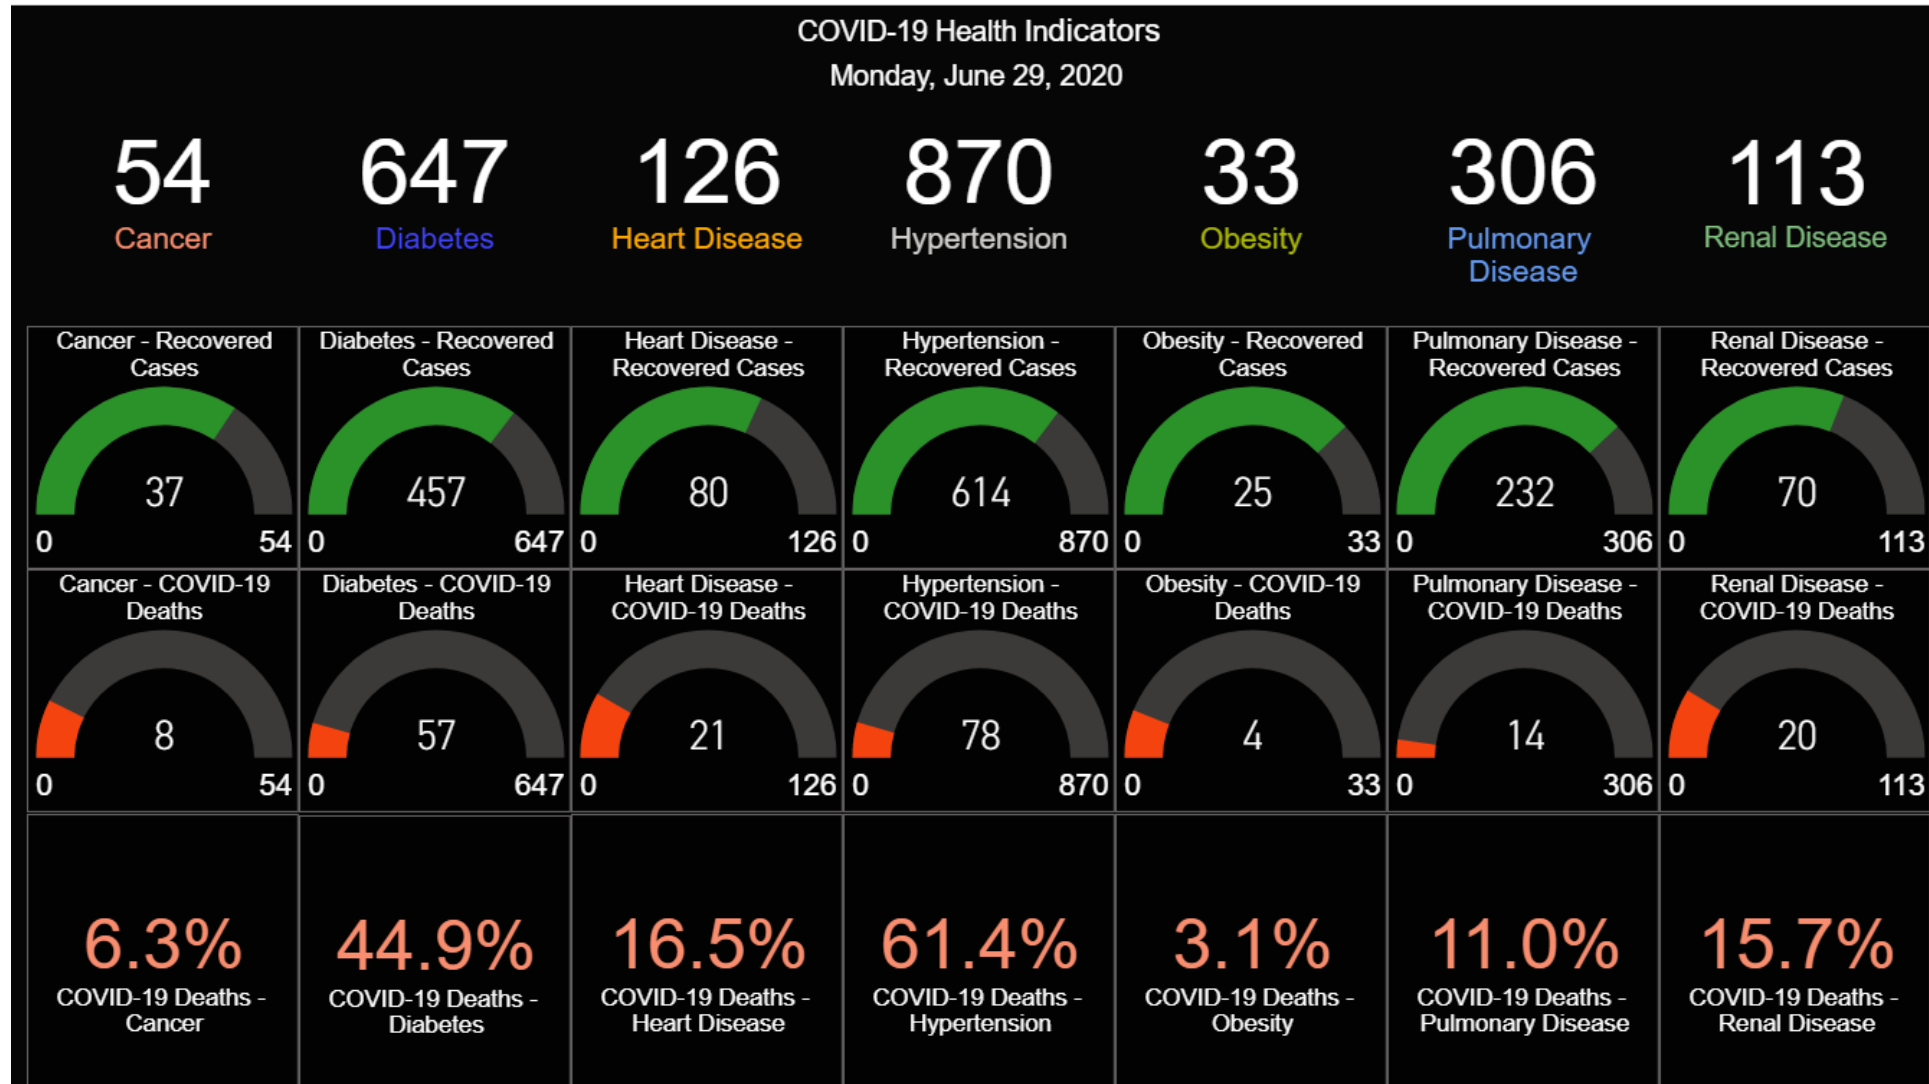 COVID-19 Health Indicators
Monday, June 29, 2020
54
647
126
870
33
306
113
Cancer
Diabetes
Heart Disease
Hypertension
Obesity
Pulmonary
Disease
Renal Disease
Cancer - Recovered
Cases
37
0
54
Diabetes - Recovered
Cases
457
0
647
Heart Disease -
Recovered Cases
80
0
126
Hypertension -
Recovered Cases
614
0
870
Obesity - Recovered
Cases
25
0
33
Pulmonary Disease -
Recovered Cases
232
0
306
Renal Disease -
Recovered Cases
70
0
113
Cancer - COVID-19
Deaths
8
0
54
Diabetes - COVID-19
Deaths
57
0
647
Heart Disease -
COVID-19 Deaths
21
0
126
Hypertension -
COVID-19 Deaths
78
0
870
Obesity - COVID-19
Deaths
4
0
33
Pulmonary Disease -
COVID-19 Deaths
14
0
306
Renal Disease -
COVID-19 Deaths
20
0
113
6.3%
COVID-19 Deaths -
Cancer
44.9%
COVID-19 Deaths -
Diabetes
16.5%
COVID-19 Deaths -
Heart Disease
61.4%
COVID-19 Deaths -
Hypertension
3.1%
COVID-19 Deaths -
Obesity
11.0%
COVID-19 Deaths -
Pulmonary Disease
15.7%
COVID-19 Deaths -
Renal Disease